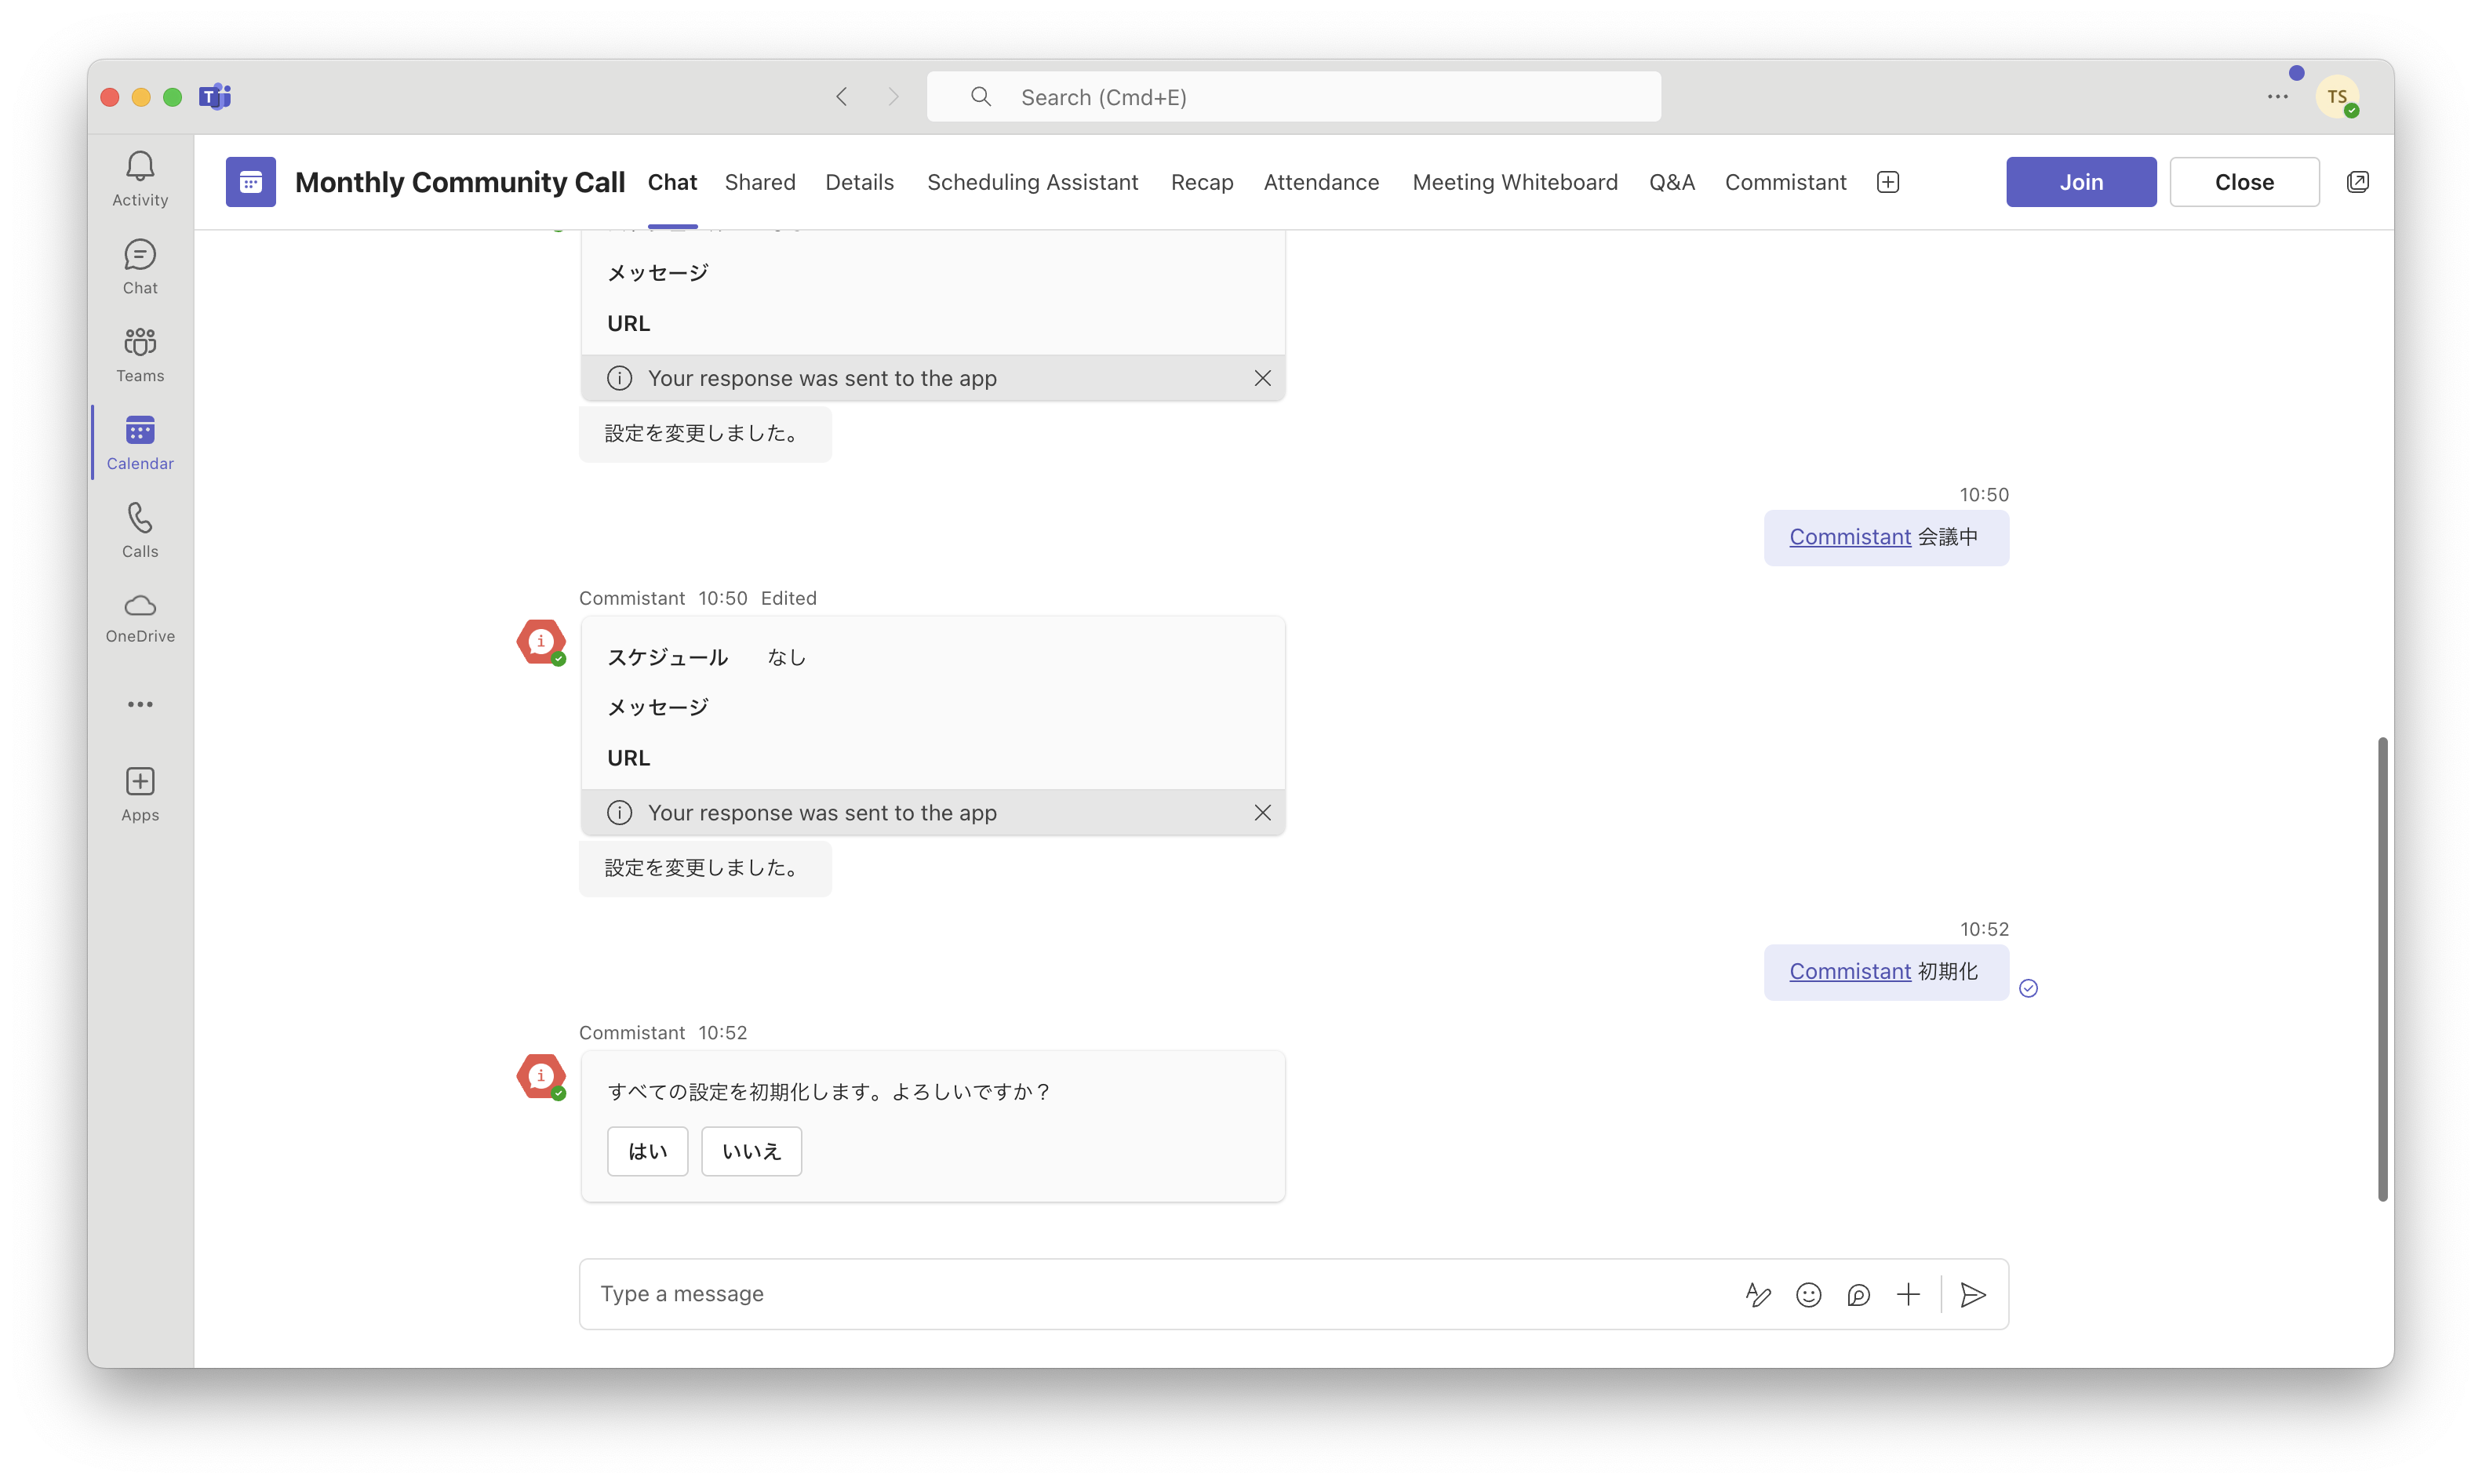 Search (Cmd+E)
TS
Activity
Chat
Teams
Calendar
Calls
OneDrive
Apps
Monthly Community Call
Chat
Shared
Details
Scheduling Assistant
Recap
Attendance
Meeting Whiteboard
Q&A
Commistant
Join
Close
メッセージ
URL
Your response was sent to the app
設定を変更しました。
10:50
Commistant 会議中
Commistant 10:50 Edited
スケジュール なし
メッセージ
URL
Your response was sent to the app
設定を変更しました。
10:52
Commistant 初期化
Commistant 10:52
すべての設定を初期化します。よろしいですか？
はい
いいえ
Type a message